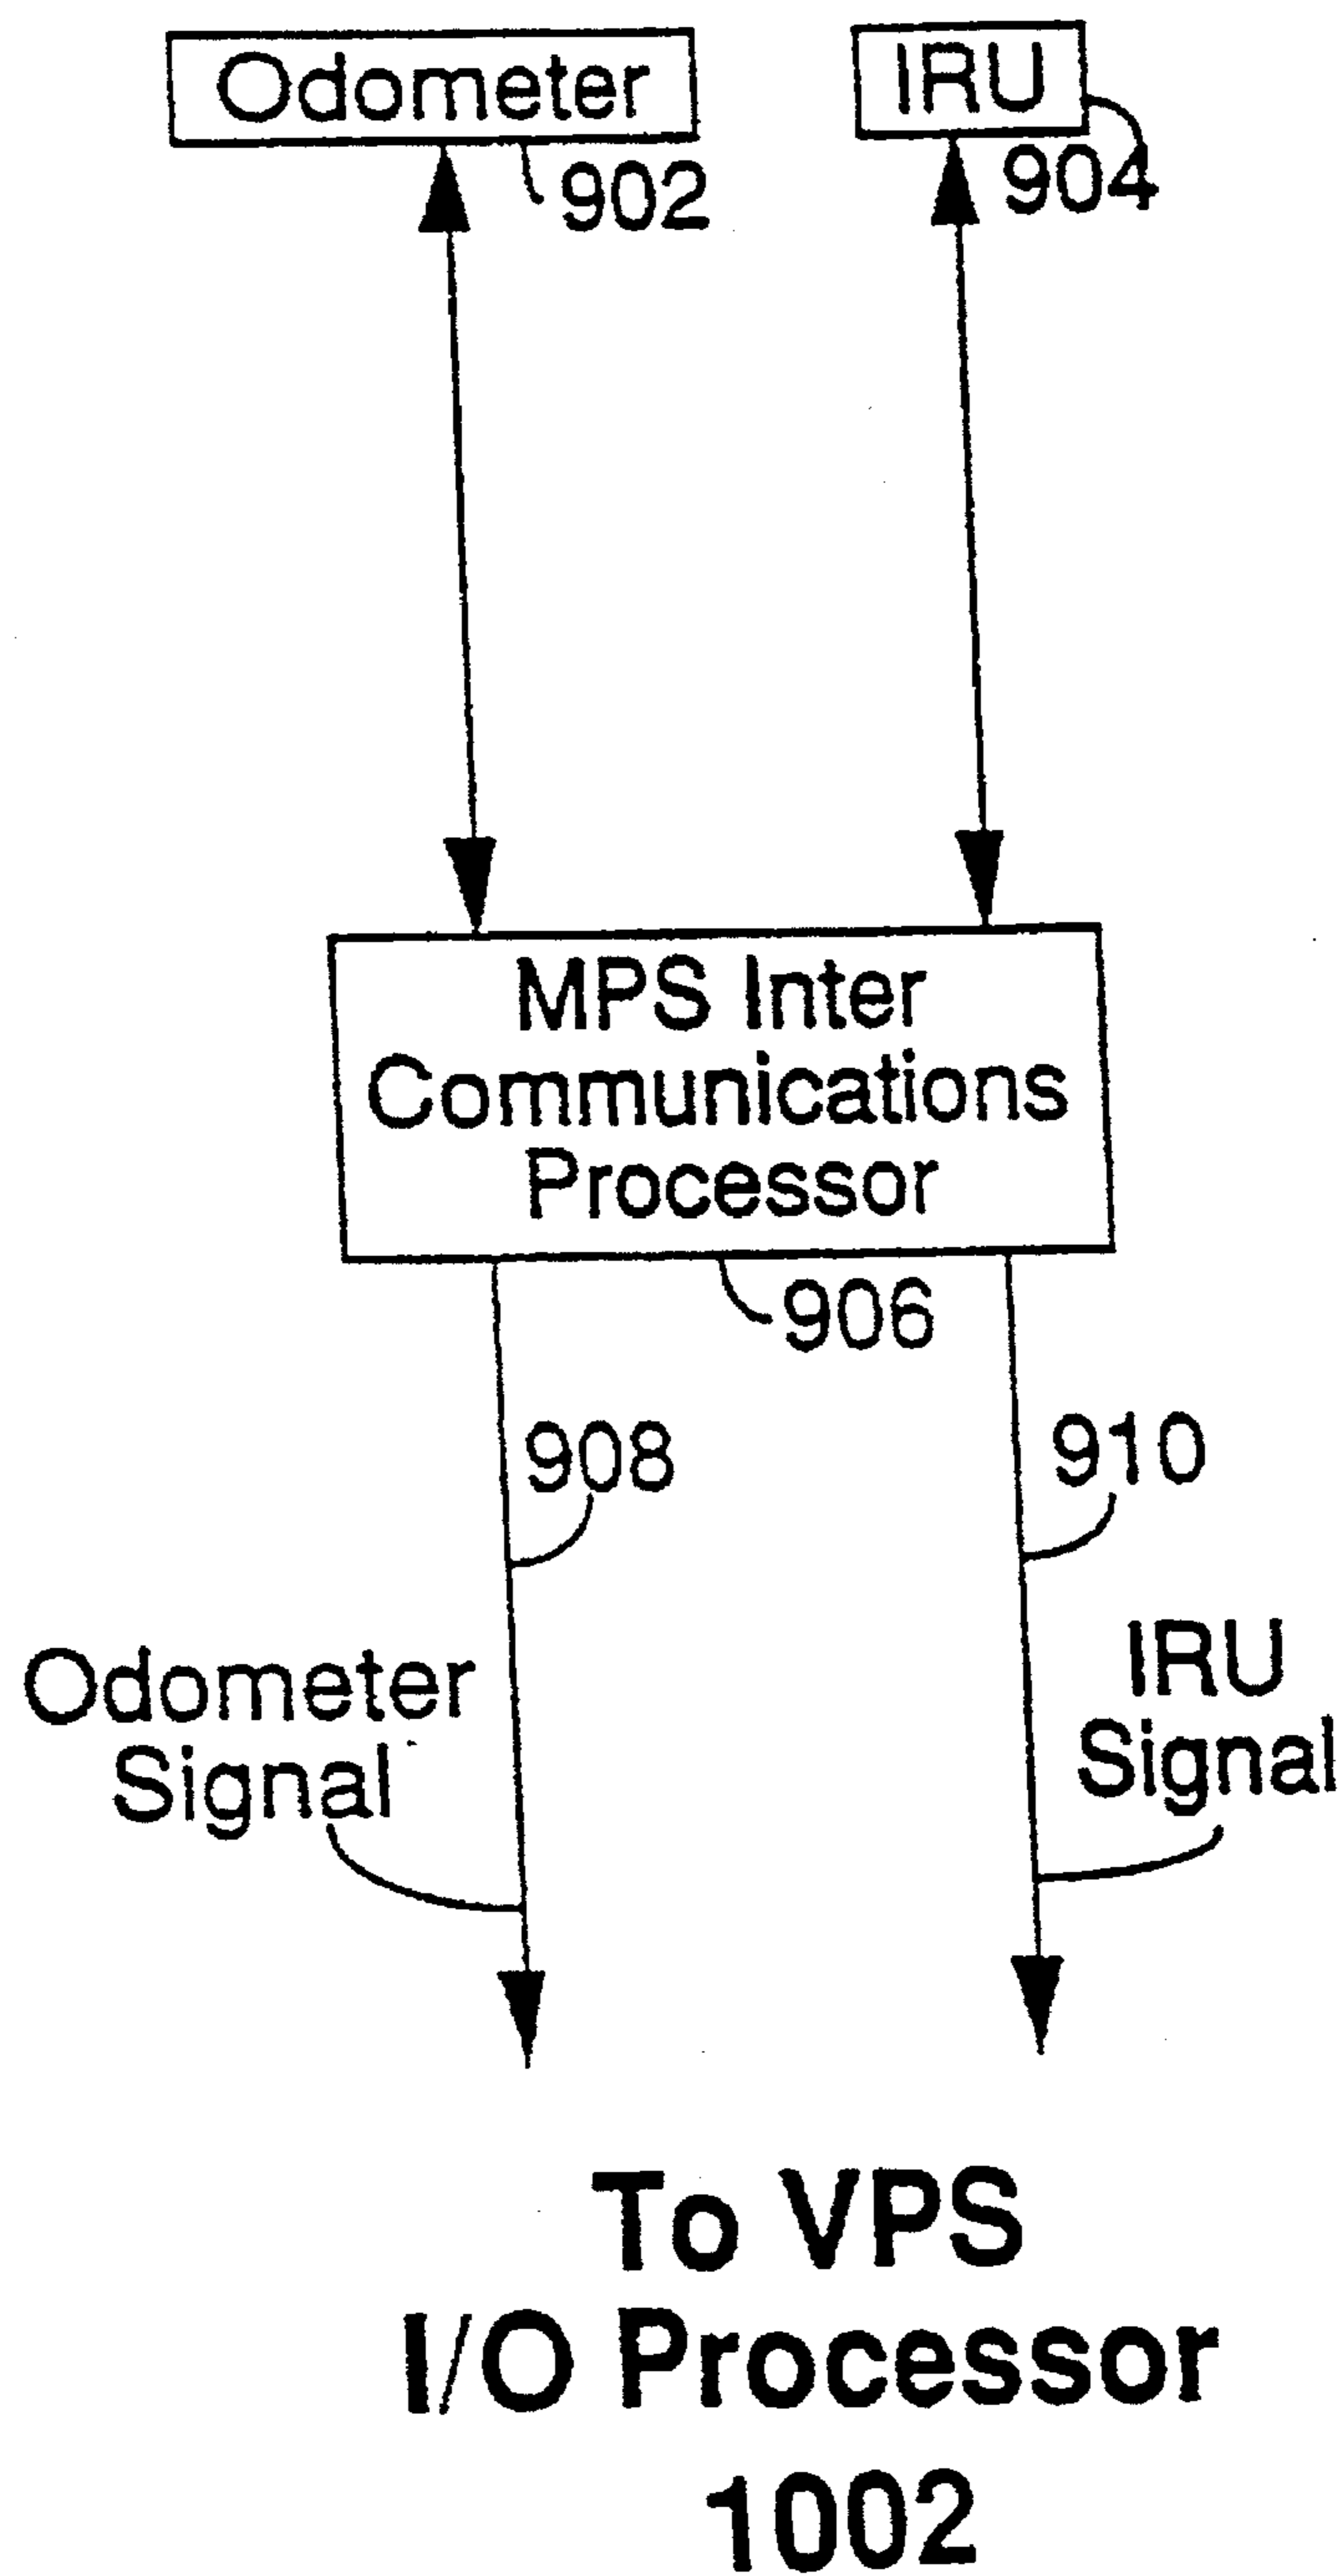 Odometer
IRU
902
904
MPS Inter
Communications
Processor
906
908
910
Odometer
Signal
IRU
Signal
To VPS
I/O Processor
1002